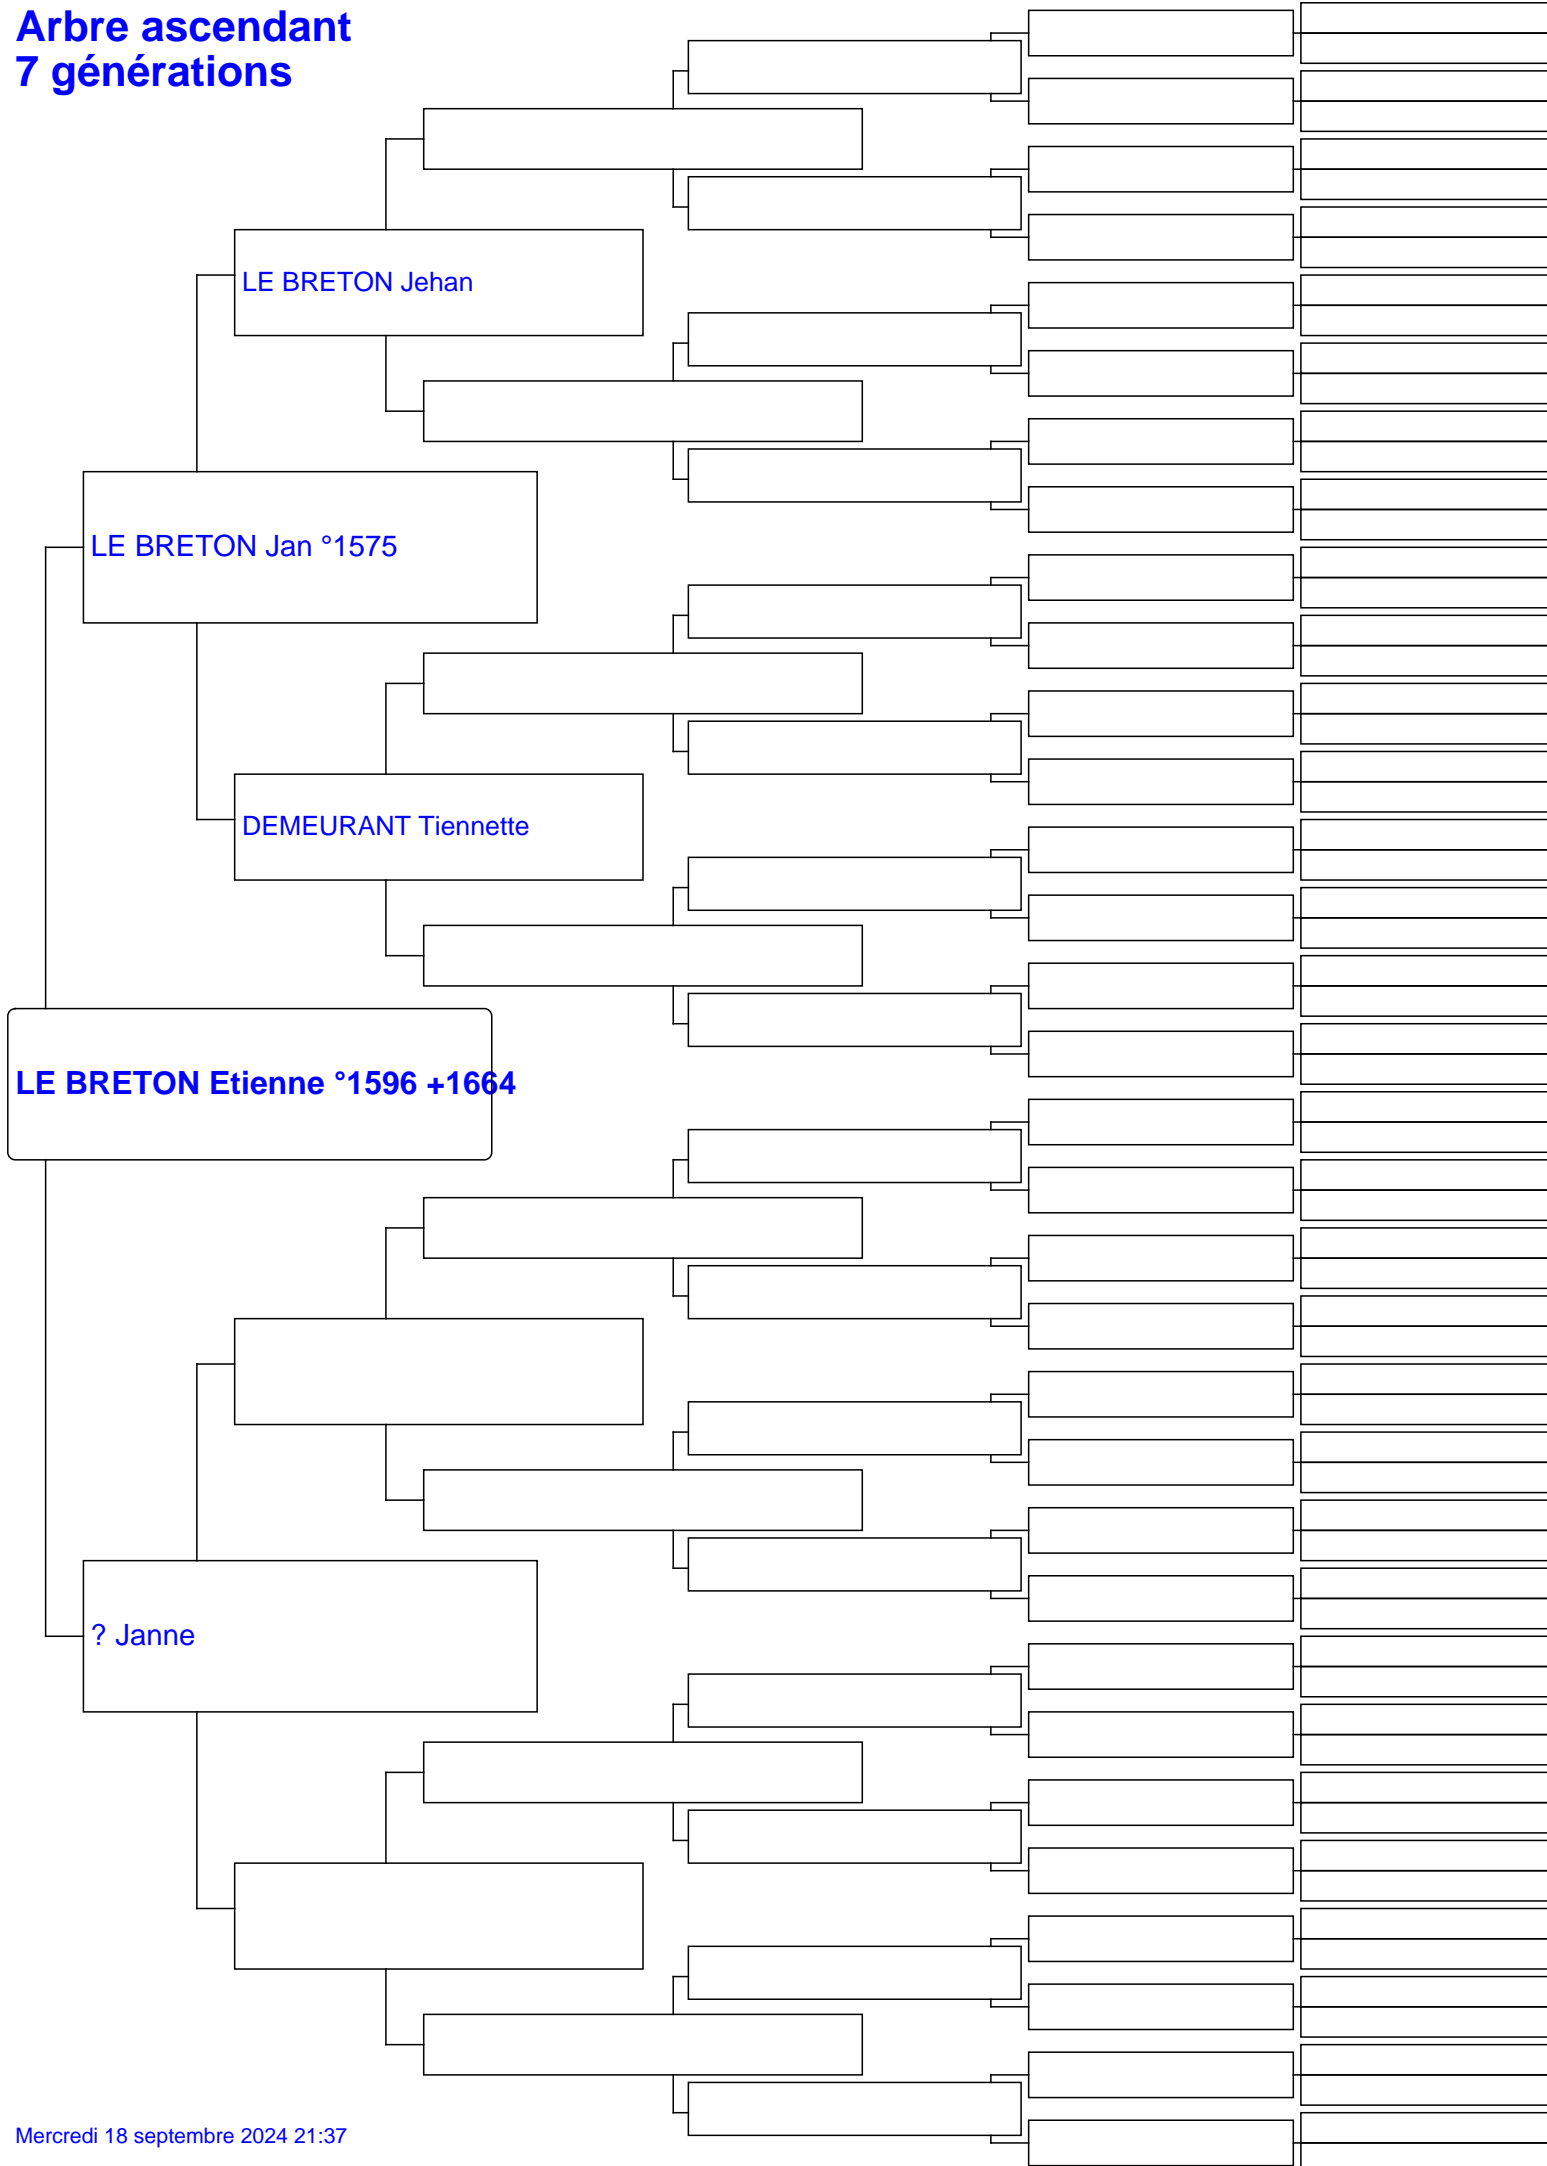 Arbre ascendant
7 générations
LE BRETON Jehan
LE BRETON Jan °1575
DEMEURANT Tiennette
LE BRETON Etienne °1596 +1664
? Janne
Mercredi 18 septembre 2024 21:37